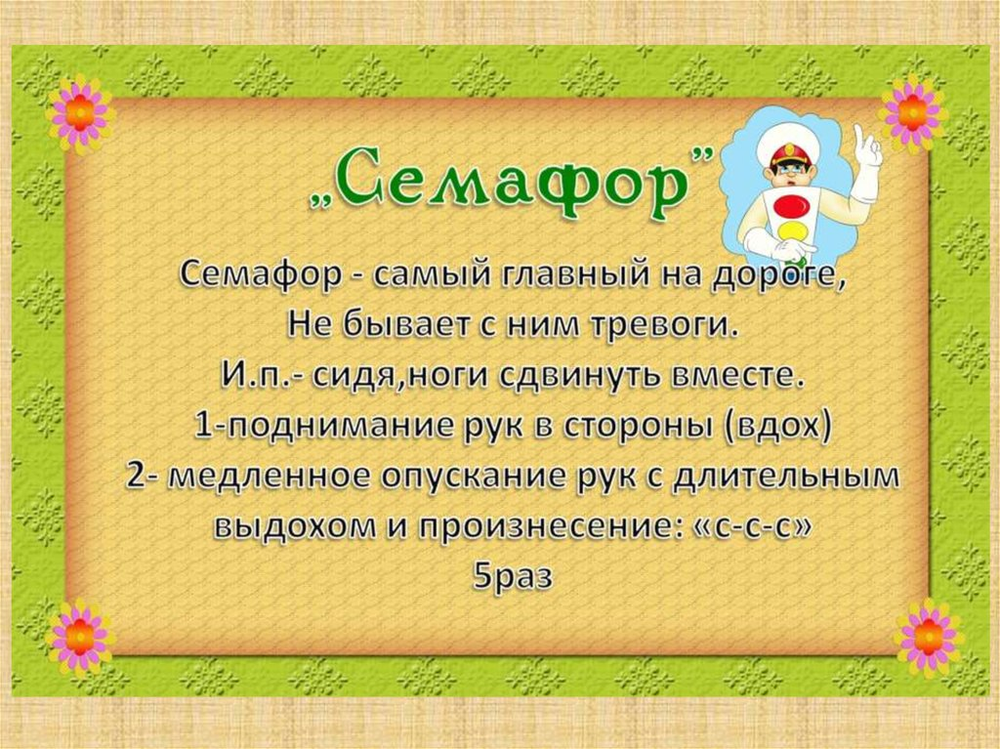 „Семафор”
Семафор - самый главный на дороге,
Не бывает с ним тревоги.
И.п.- сидя,ноги сдвинуть вместе.
1-поднимание рук в стороны (вдох)
2- медленное опускание рук с длительным
выдохом и произнесение: «с-с-с»
5раз